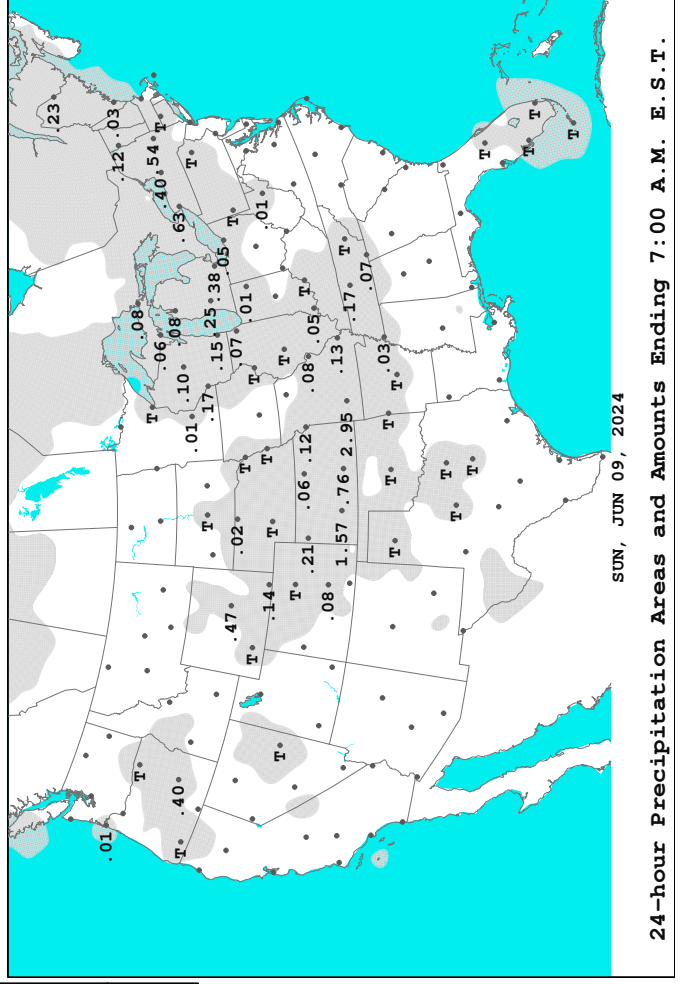 .23
.01
.03
.12
.08
T
T
.06
.40
.54
T
.08
.40
.63
T
.10
T
.01
T
.17
.15
.25
.38
.05
.47
T
.02
.07
T
.01
T
T
.01
.14
T
T
T
T
T
.06
.12
T
.21
.08
.05
.08
.13
1.57
.76
2.95
T
.17
.07
.03
T
T
T
T
T
T
T
T
T
T
T
SUN, JUN 09, 2024
24-hour Precipitation Areas and Amounts Ending 7:00 A.M. E.S.T.